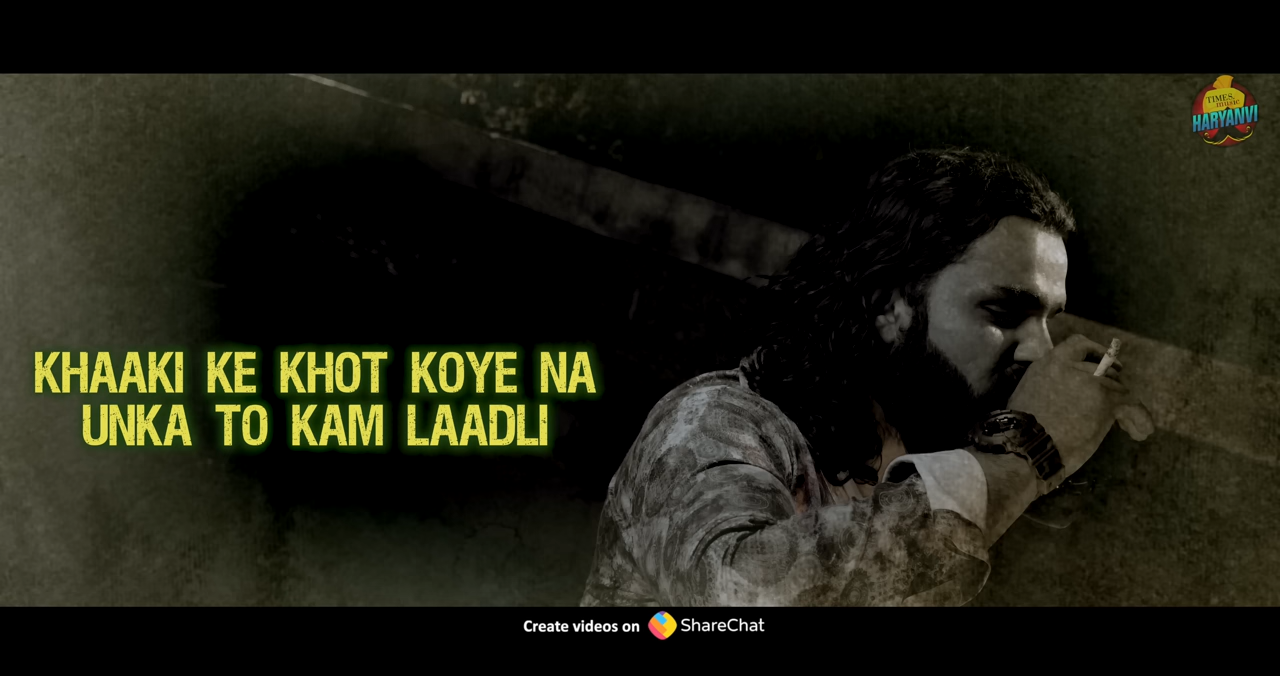 TIMES
music
HARYANVI
KHAAKI KE KHOT KOYE NA
UNKA TO KAM LAADLI
Create videos on ShareChat